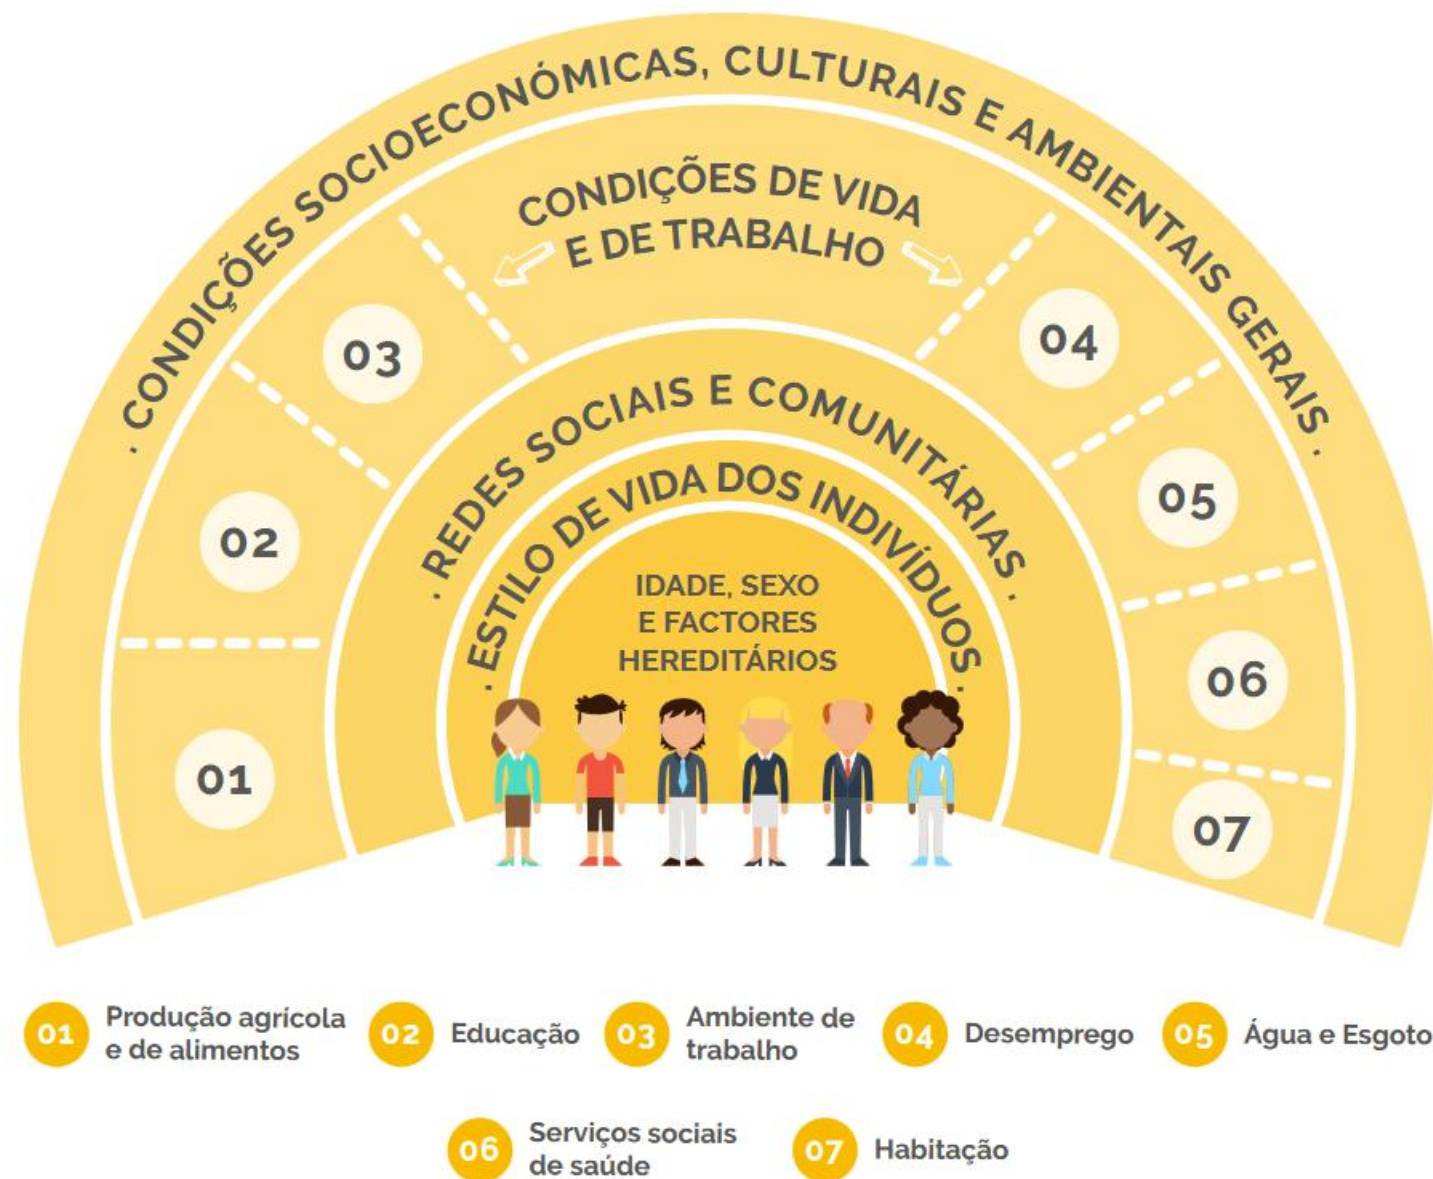 . CONDIÇÕES SOCIOECONÓMICAS, CULTURAIS E AMBIENTAIS GERAIS .
CONDIÇÕES DE VIDA
E DE TRABALHO
03
04
. REDES SOCIAIS E COMUNITÁRIAS .
05
. ESTILO DE VIDA DOS INDIVÍDUOS .
02
IDADE, SEXO
E FACTORES
HEREDITÁRIOS
06
01
07
01 Produção agrícola
e de alimentos
02 Educação
03 Ambiente de
trabalho
04 Desemprego
05 Água e Esgoto
06 Serviços sociais
de saúde
07 Habitação